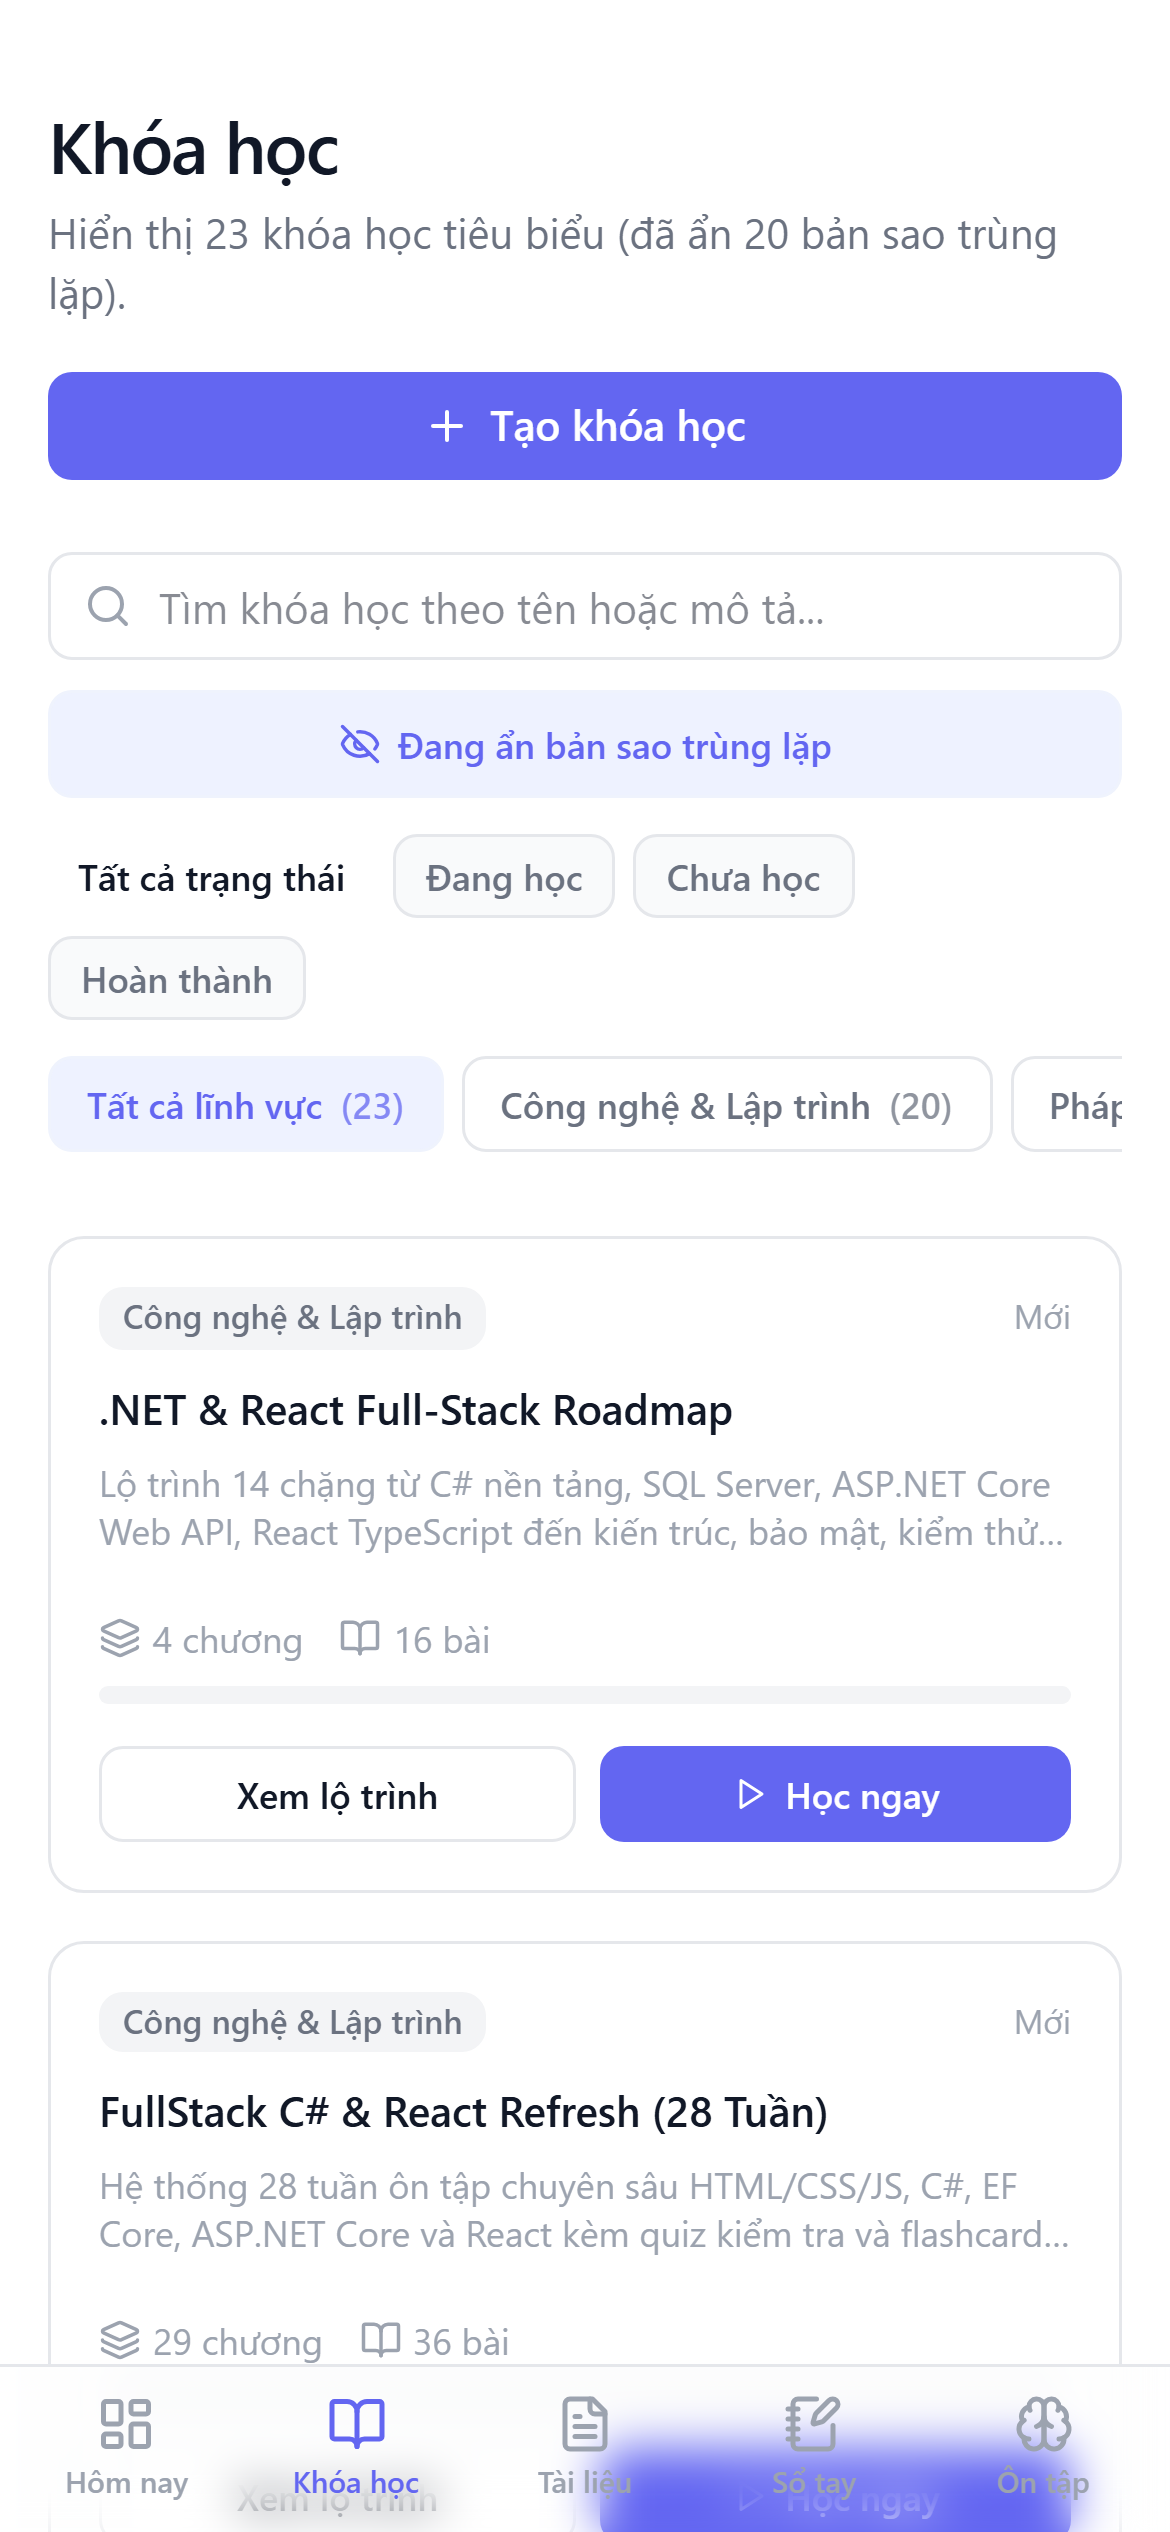 Khóa học
Hiển thị 23 khóa học tiêu biểu (đã ẩn 20 bản sao trùng
lặp).
Tạo khóa học
Tìm khóa học theo tên hoặc mô tả...
Đang ẩn bản sao trùng lặp
Tất cả trạng thái
Đang học
Chưa học
Hoàn thành
Tất cả lĩnh vực (23)
Công nghệ & Lập trình (20)
Pháp
Công nghệ & Lập trình
Mới
.NET & React Full-Stack Roadmap
Lộ trình 14 chặng từ C# nền tảng, SQL Server, ASP.NET Core
Web API, React TypeScript đến kiến trúc, bảo mật, kiểm thử...
4 chương
16 bài
Xem lộ trình
Học ngay
Công nghệ & Lập trình
Mới
FullStack C# & React Refresh (28 Tuần)
Hệ thống 28 tuần ôn tập chuyên sâu HTML/CSS/JS, C#, EF
Core, ASP.NET Core và React kèm quiz kiểm tra và flashcard...
29 chương
36 bài
Xem lộ trình
Học ngay
Hôm nay
Khóa học
Tài liệu
Sổ tay
Ôn tập